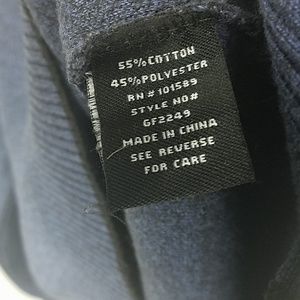 55% COTTON
45% POLYESTER
RN # 101589
STYLE NO#
GF2249
MADE IN CHINA
SEE REVERSE
FOR CARE